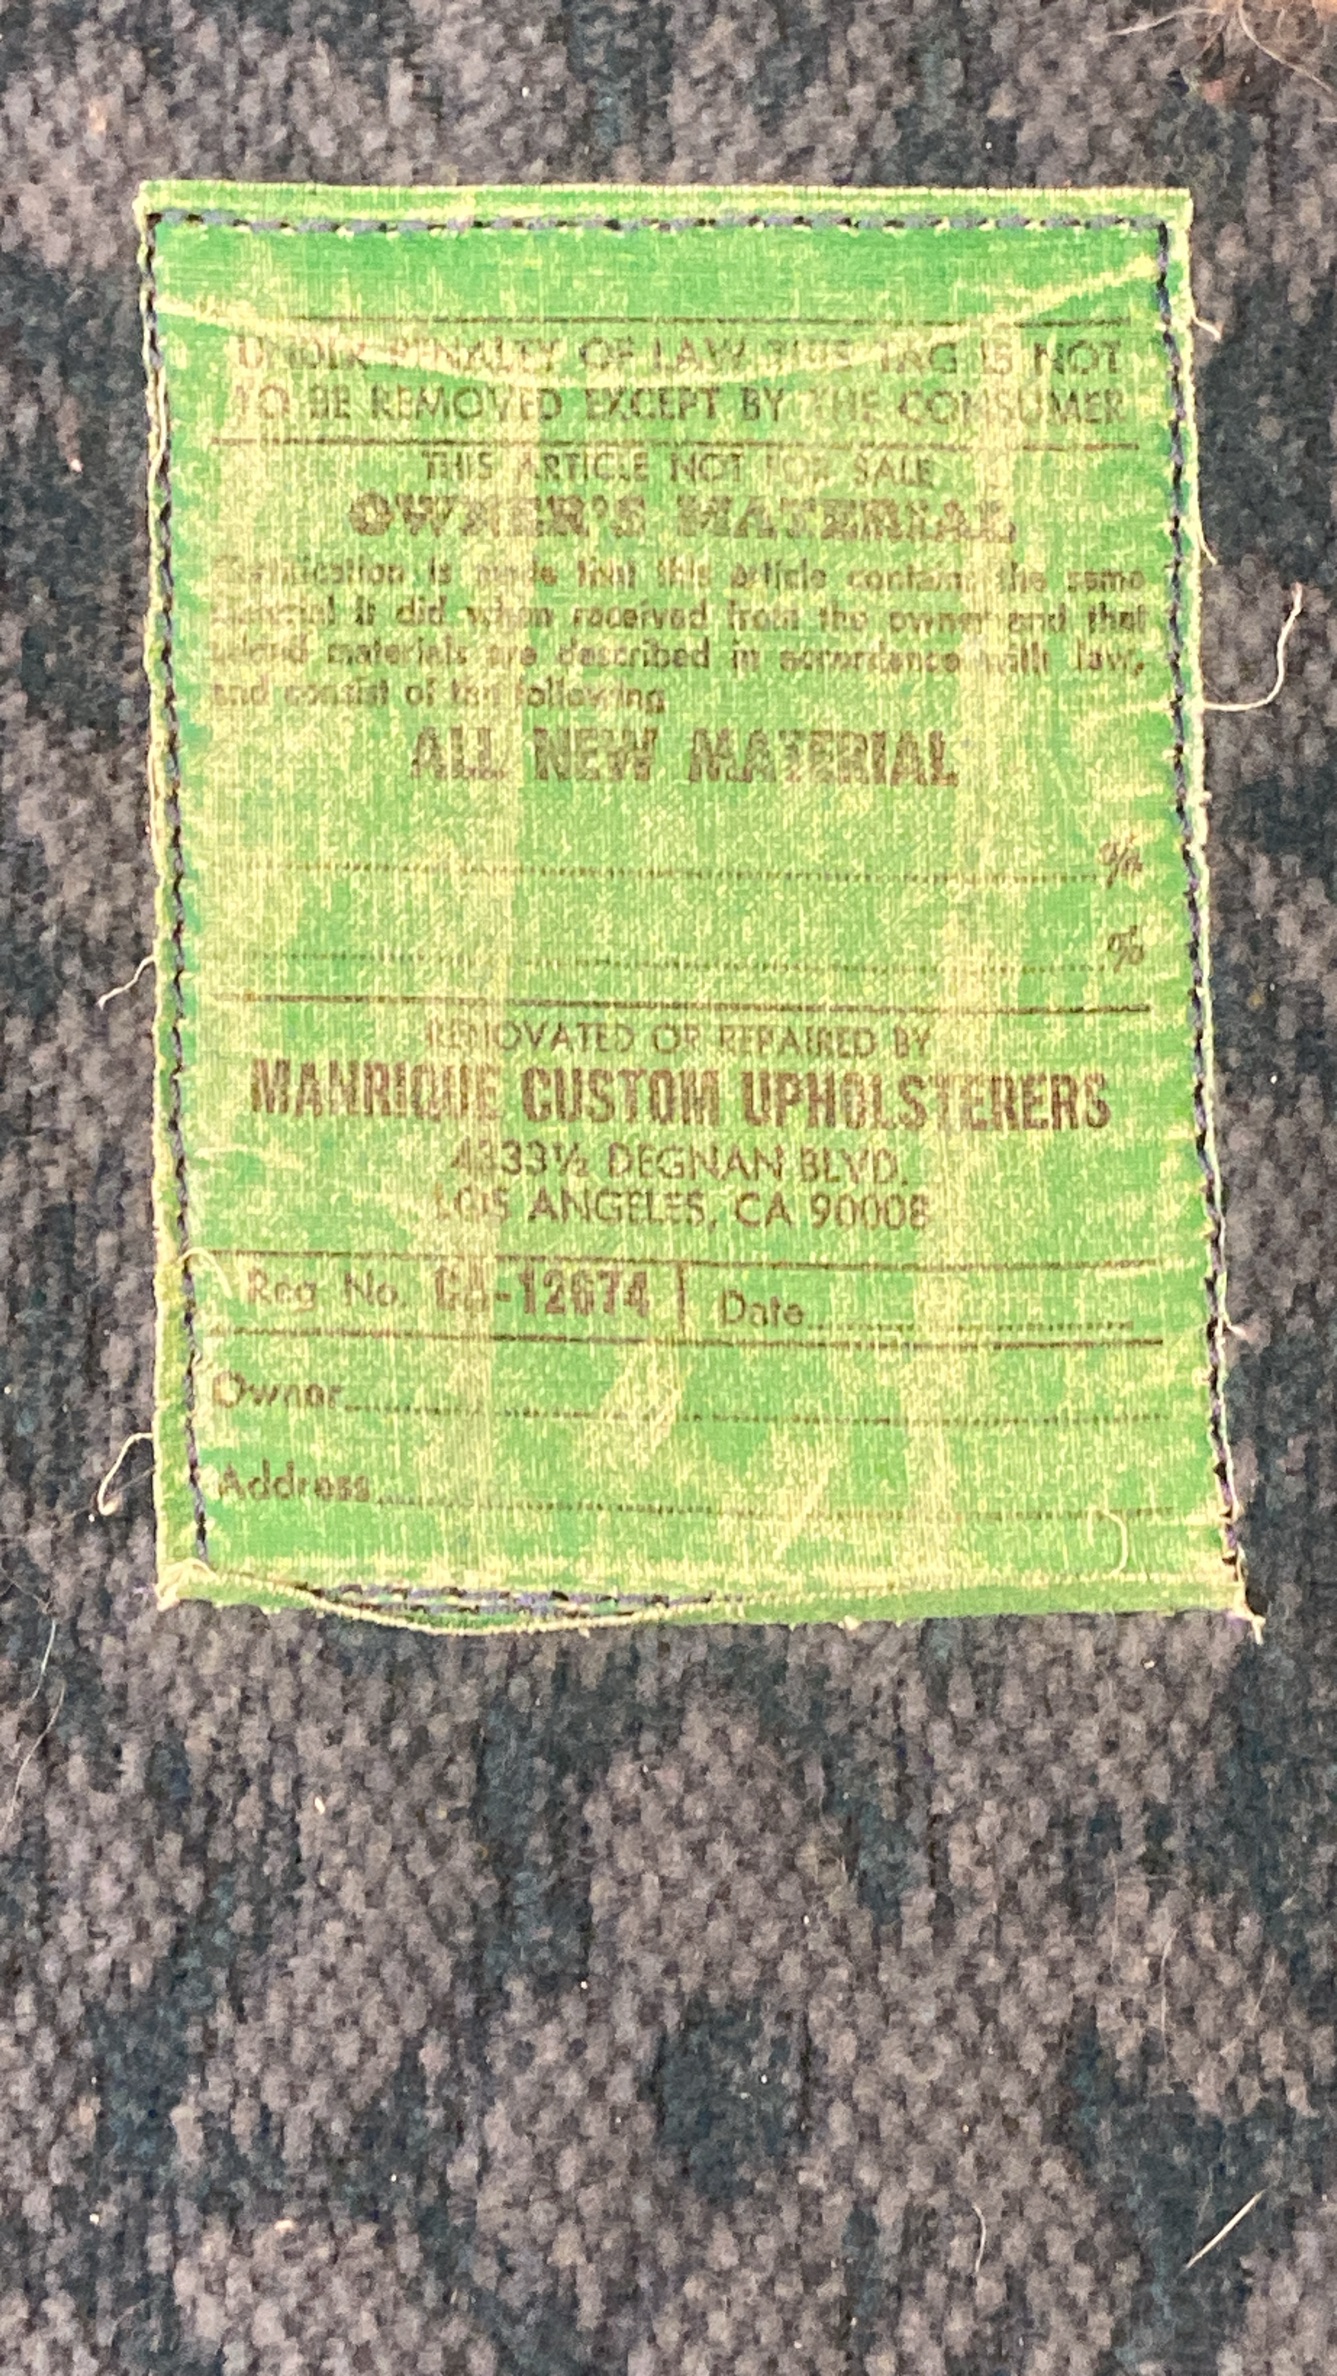 UNDER PENALTY OF LAW THIS TAG IS NOT
TO BE REMOVED EXCEPT BY THE CONSUMER
THIS ARTICLE NOT FOR SALE
OWNER'S MATERIAL
Certification is made that this article contains the same
material it did when received from the owner and that
added materials are described in accordance with law,
and consist of the following
ALL NEW MATERIAL
%
%
RENOVATED OR REPAIRED BY
MANRIQUE CUSTOM UPHOLSTERERS
4333½ DEGNAN BLVD.
LOS ANGELES, CA 90008
Reg. No. CA-12674 Date
Owner
Address